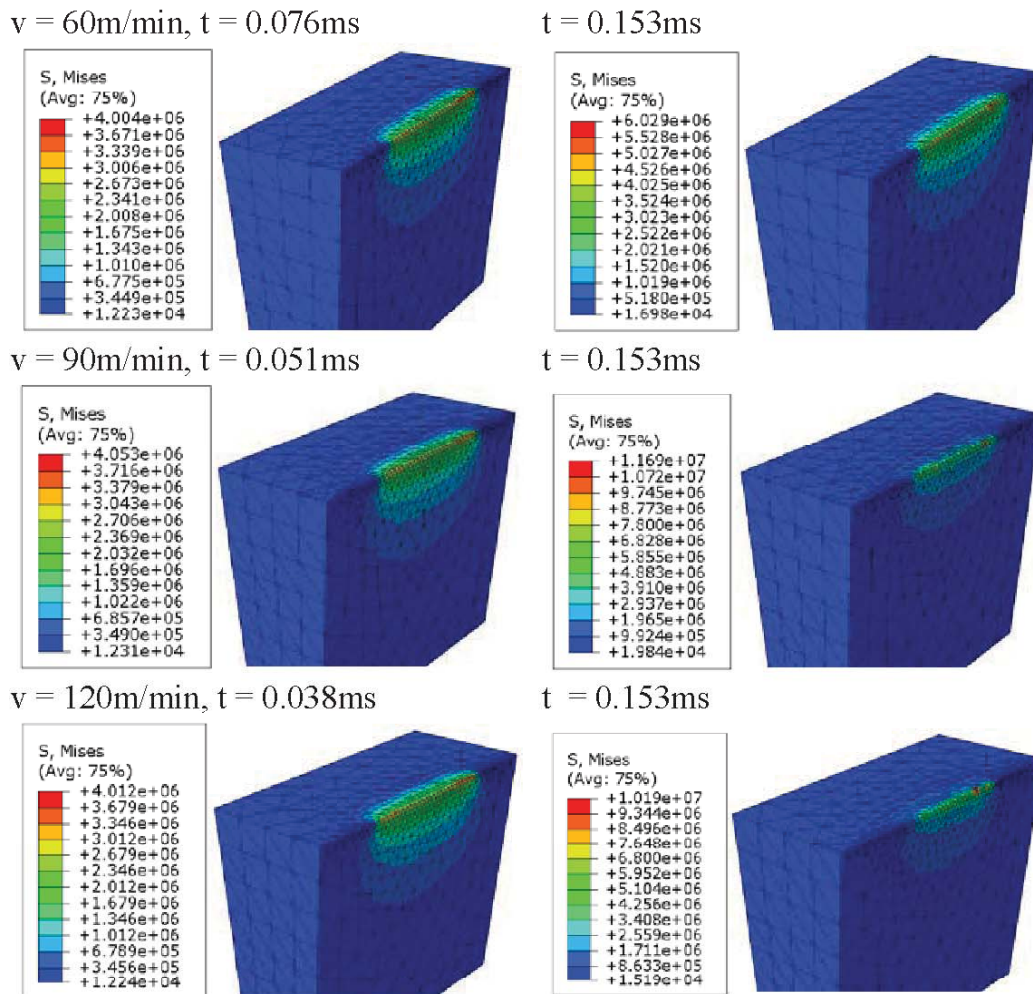 v = 60m/min, t = 0.076ms
S, Mises
(Avg: 75%)
+4.004e+06
+3.671e+06
+3.339e+06
+3.006e+06
+2.673e+06
+2.341e+06
+2.008e+06
+1.675e+06
+1.343e+06
+1.010e+06
+6.775e+05
+3.449e+05
+1.223e+04
t = 0.153ms
S, Mises
(Avg: 75%)
+6.029e+06
+5.528e+06
+5.027e+06
+4.526e+06
+4.025e+06
+3.524e+06
+3.023e+06
+2.522e+06
+2.021e+06
+1.520e+06
+1.019e+06
+5.180e+05
+1.698e+04
v = 90m/min, t = 0.051ms
S, Mises
(Avg: 75%)
+4.053e+06
+3.716e+06
+3.379e+06
+3.043e+06
+2.706e+06
+2.369e+06
+2.032e+06
+1.696e+06
+1.359e+06
+1.022e+06
+6.857e+05
+3.490e+05
+1.231e+04
t = 0.153ms
S, Mises
(Avg: 75%)
+1.169e+07
+1.072e+07
+9.745e+06
+8.773e+06
+7.800e+06
+6.828e+06
+5.855e+06
+4.883e+06
+3.910e+06
+2.937e+06
+1.965e+06
+9.924e+05
+1.984e+04
v = 120m/min, t = 0.038ms
S, Mises
(Avg: 75%)
+4.012e+06
+3.679e+06
+3.346e+06
+3.012e+06
+2.679e+06
+2.346e+06
+2.012e+06
+1.679e+06
+1.346e+06
+1.012e+06
+6.789e+05
+3.456e+05
+1.224e+04
t = 0.153ms
S, Mises
(Avg: 75%)
+1.019e+07
+9.344e+06
+8.496e+06
+7.648e+06
+6.800e+06
+5.952e+06
+5.104e+06
+4.256e+06
+3.408e+06
+2.559e+06
+1.711e+06
+8.633e+05
+1.519e+04